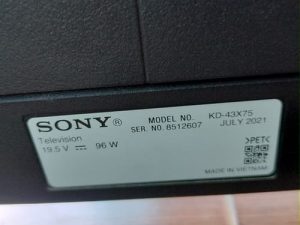 SONY®
MODEL NO. KD-43X75
SER. NO. 8512607 JULY 2021
Television
19.5 V ⎓ 96 W
>PET<
MADE IN VIETNAM